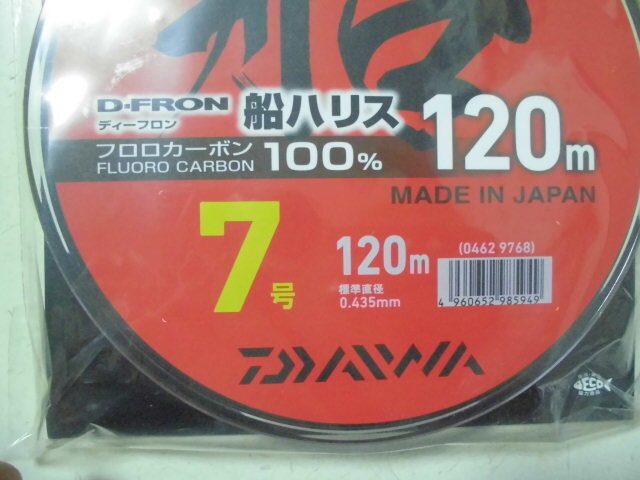 D-FRON 船ハリス 120m
ディーフロン
フロロカーボン 100%
FLUORO CARBON
MADE IN JAPAN
7号
120m (0462 9768)
標準直径
0.435mm
4 960652 985949
DAIWA
DECO